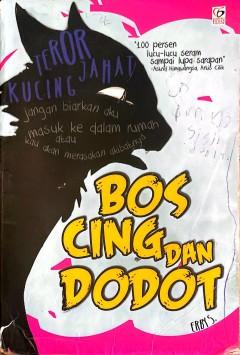 TEROR
KUCING JAHAT
"100 persen
lucu-lucu seram
sampai lupa sarapan"
jangan biarkan aku
masuk ke dalam rumah
atau
kau akan merasakan akibatnya
BOS
CING DAN
DODOT
ERBY S.